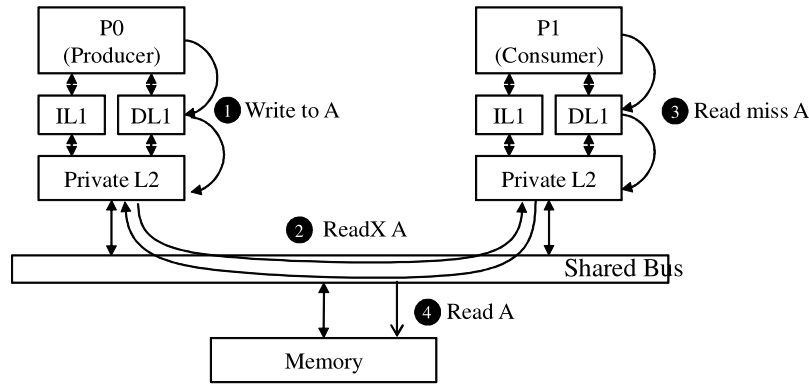 P0
(Producer)
P1
(Consumer)
IL1
DL1
1 Write to A
IL1
DL1
3 Read miss A
Private L2
Private L2
2 ReadX A
Shared Bus
4 Read A
Memory